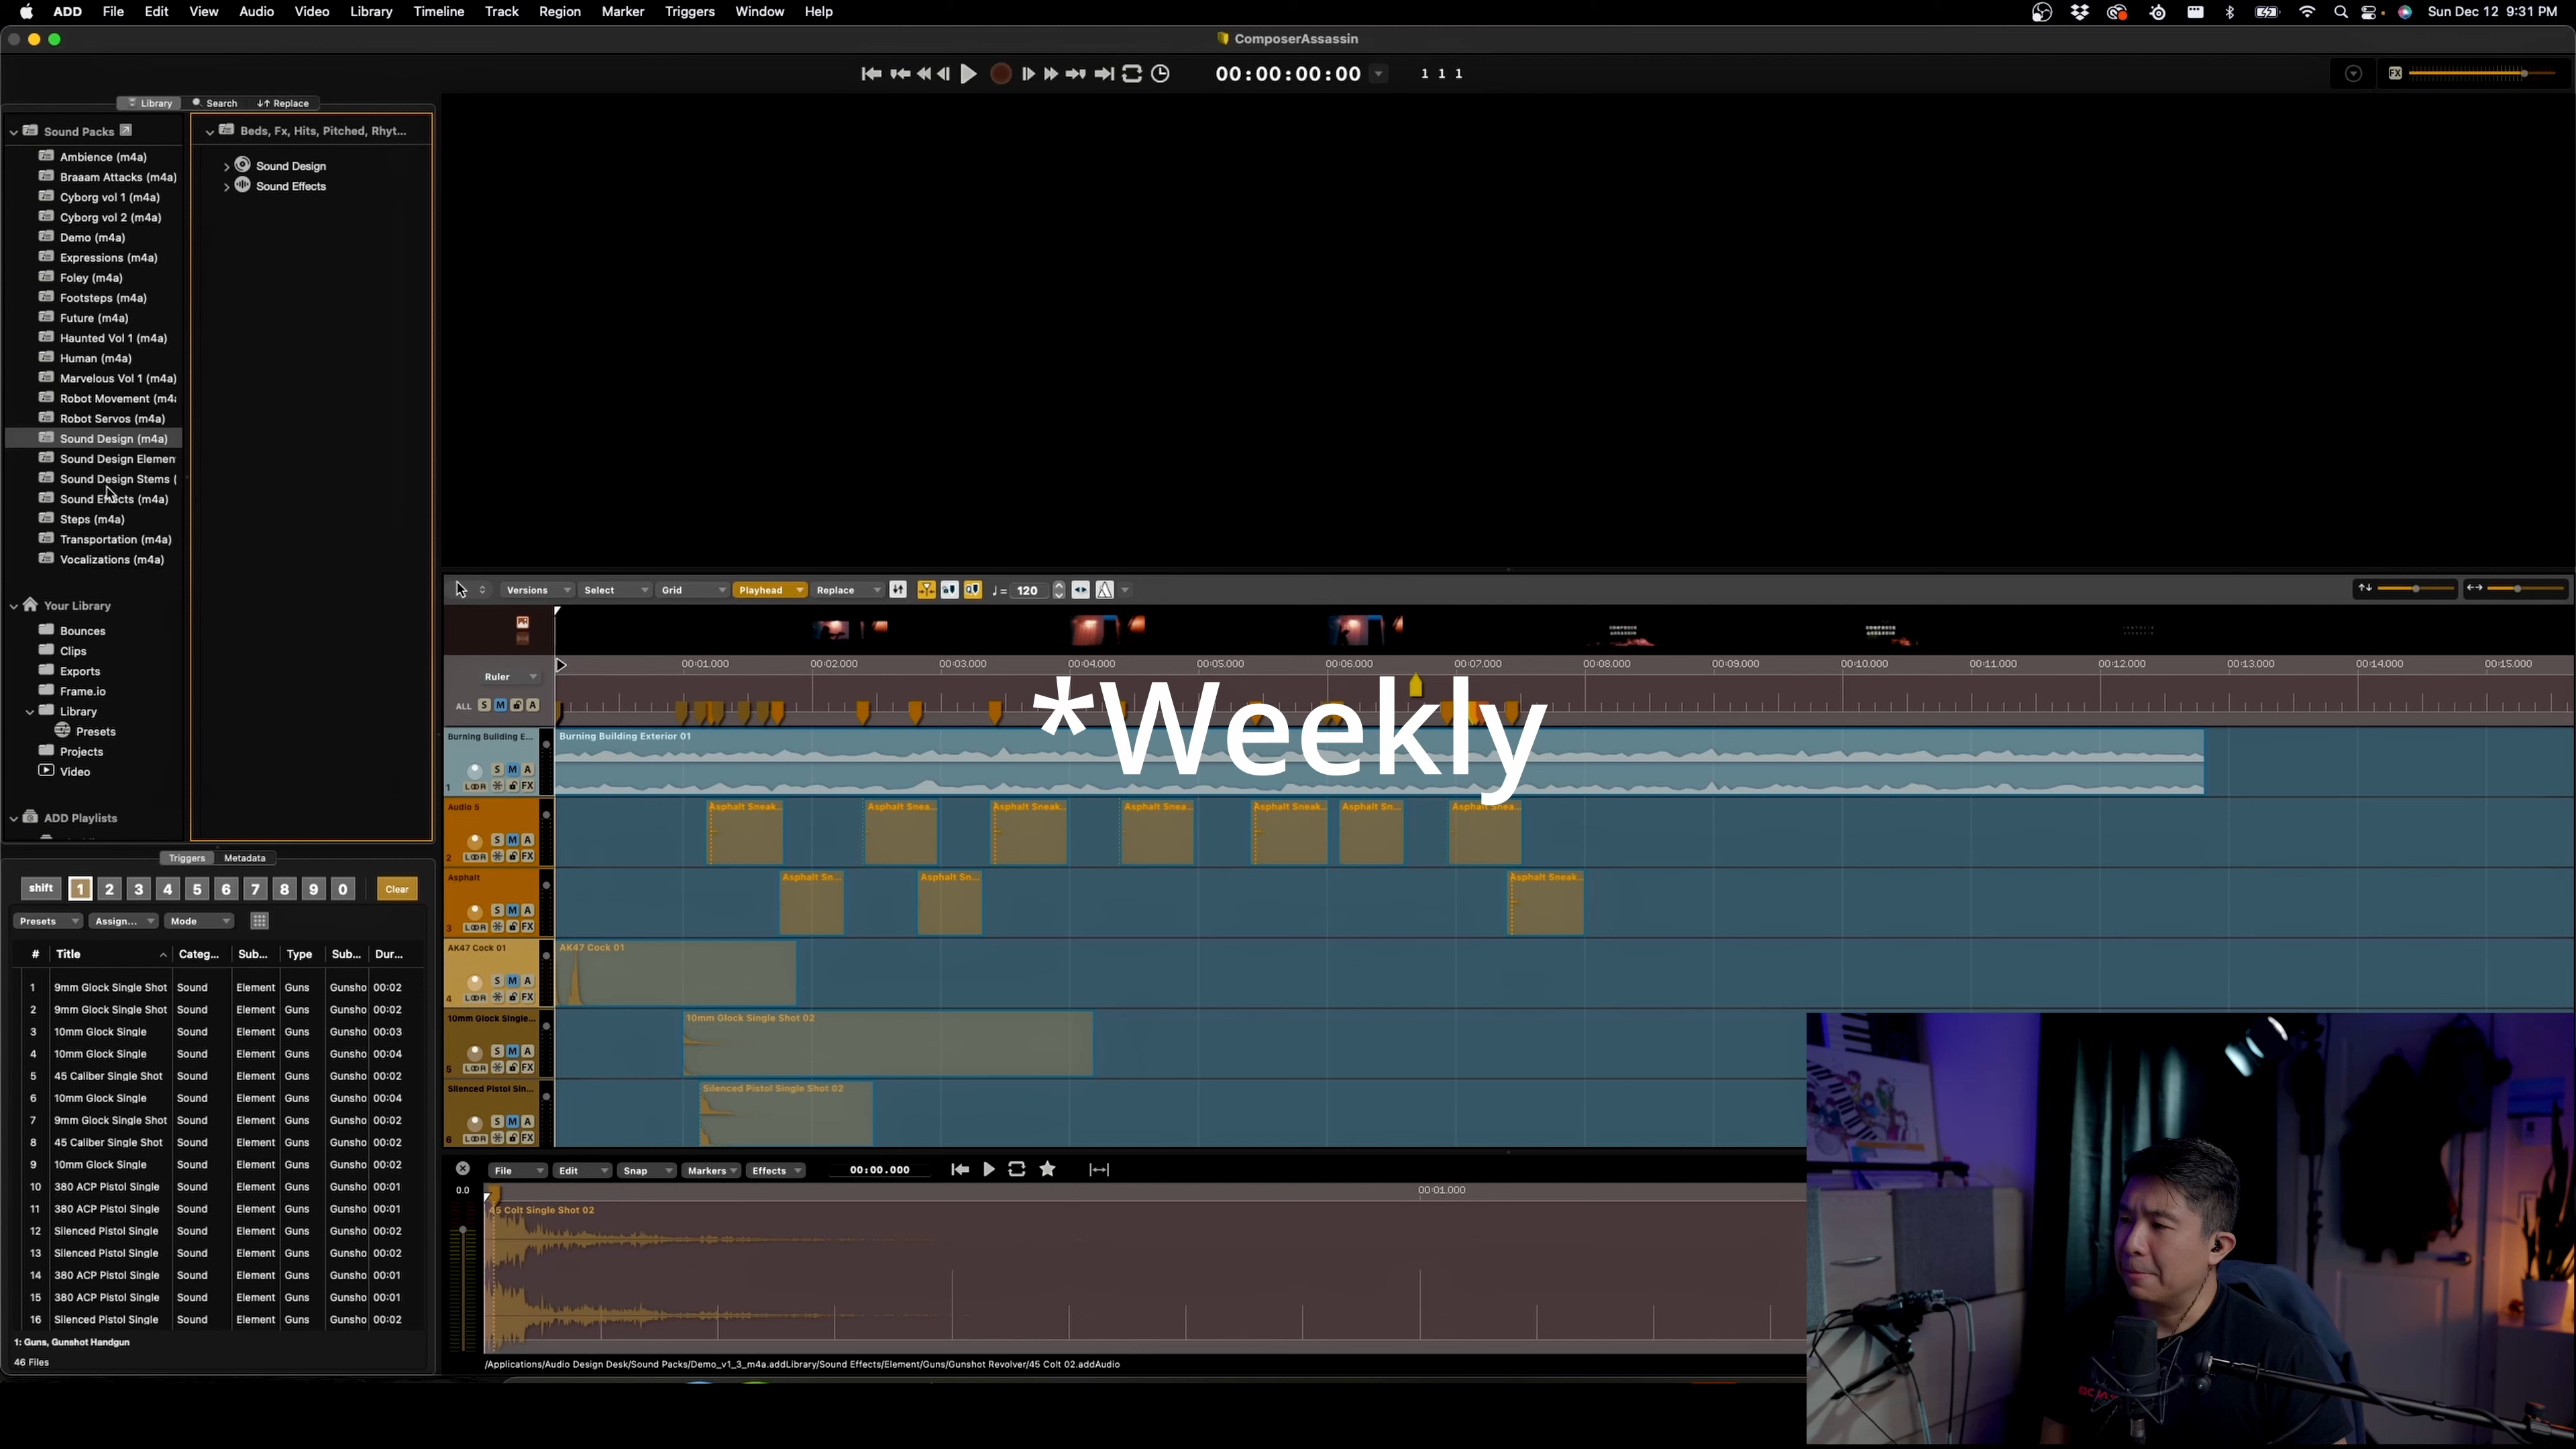 ADD File Edit View Audio Video Library Timeline Track Region Marker Triggers Window Help
Sun Dec 12 9:31 PM
ComposerAssassin
00:00:00:00
1 1 1
FX
Library Search Replace
Sound Packs
Ambience (m4a)
Braaam Attacks (m4a)
Cyborg vol 1 (m4a)
Cyborg vol 2 (m4a)
Demo (m4a)
Expressions (m4a)
Foley (m4a)
Footsteps (m4a)
Future (m4a)
Haunted Vol 1 (m4a)
Human (m4a)
Marvelous Vol 1 (m4a)
Robot Movement (m4a
Robot Servos (m4a)
Sound Design (m4a)
Sound Design Elemen
Sound Design Stems (
Sound Effects (m4a)
Steps (m4a)
Transportation (m4a)
Vocalizations (m4a)
Your Library
Bounces
Clips
Exports
Frame.io
Library
Presets
Projects
Video
ADD Playlists
Beds, Fx, Hits, Pitched, Rhyt...
Sound Design
Sound Effects
Versions Select Grid Playhead Replace
= 120
00:01.000 00:02.000 00:03.000 00:04.000 00:05.000 00:06.000 00:07.000 00:08.000 00:09.000 00:10.000 00:11.000 00:12.000 00:13.000 00:14.000 00:15.000
Ruler
ALL S M A
*Weekly
Burning Building E...
Burning Building Exterior 01
S M A
1 FX
Audio 5
Asphalt Sneak... Asphalt Snea... Asphalt Sneak... Asphalt Snea... Asphalt Sneak... Asphalt Sn... Asphalt Snea...
S M A
2 FX
Asphalt
Asphalt Sn... Asphalt Sn... Asphalt Sneak...
S M A
3 FX
AK47 Cock 01
AK47 Cock 01
S M A
4 FX
10mm Glock Single...
10mm Glock Single Shot 02
S M A
5 FX
Silenced Pistol Sin...
Silenced Pistol Single Shot 02
S M A
6 FX
Triggers Metadata
shift 1 2 3 4 5 6 7 8 9 0 Clear
Presets Assign... Mode
# Title Categ... Sub... Type Sub... Dur...
1 9mm Glock Single Shot Sound Element Guns Gunsho 00:02
2 9mm Glock Single Shot Sound Element Guns Gunsho 00:02
3 10mm Glock Single Sound Element Guns Gunsho 00:03
4 10mm Glock Single Sound Element Guns Gunsho 00:04
5 45 Caliber Single Shot Sound Element Guns Gunsho 00:02
6 10mm Glock Single Sound Element Guns Gunsho 00:04
7 9mm Glock Single Shot Sound Element Guns Gunsho 00:02
8 45 Caliber Single Shot Sound Element Guns Gunsho 00:02
9 10mm Glock Single Sound Element Guns Gunsho 00:02
10 380 ACP Pistol Single Sound Element Guns Gunsho 00:01
11 380 ACP Pistol Single Sound Element Guns Gunsho 00:01
12 Silenced Pistol Single Sound Element Guns Gunsho 00:02
13 Silenced Pistol Single Sound Element Guns Gunsho 00:02
14 380 ACP Pistol Single Sound Element Guns Gunsho 00:01
15 380 ACP Pistol Single Sound Element Guns Gunsho 00:01
16 Silenced Pistol Single Sound Element Guns Gunsho 00:02
1: Guns, Gunshot Handgun
46 Files
File Edit Snap Markers Effects 00:00.000
0.0
00:01.000
45 Colt Single Shot 02
/Applications/Audio Design Desk/Sound Packs/Demo_v1_3_m4a.addLibrary/Sound Effects/Element/Guns/Gunshot Revolver/45 Colt 02.addAudio